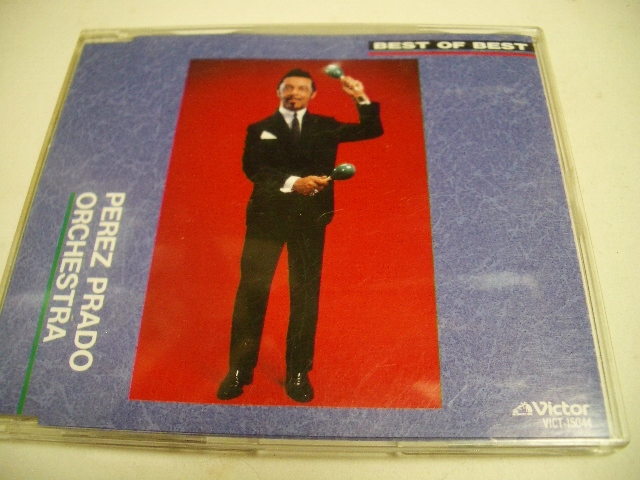 BEST OF BEST
PEREZ PRADO
ORCHESTRA
Victor
VICT-15044